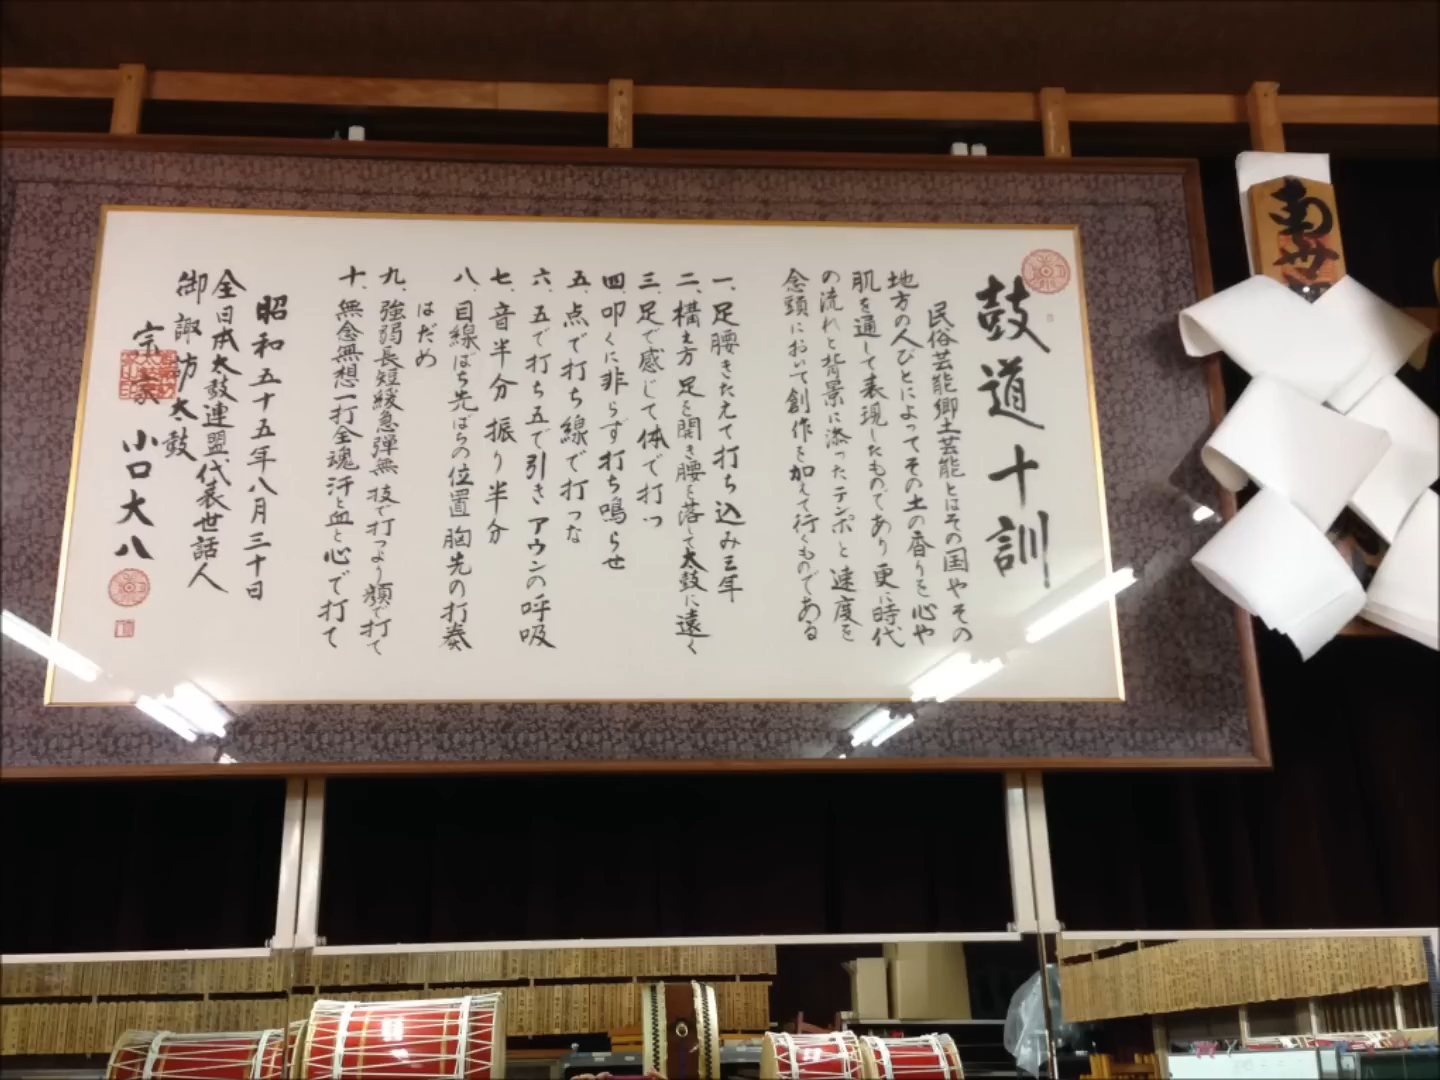 鼓道十訓
民俗芸能郷土芸能とはその国やその
地方の人びとによってその土の香りを心や
肌を通して表現したものであり更に時代
の流れと背景に添ったテンポと速度を
念頭において創作を加えて行くものである
一、足腰きたえて打ち込み三年
二、構え方足を開き腰を落して太鼓に遠く
三、足で感じて体で打つ
四、叩くに非らず打ち鳴らせ
五、点で打ち線で打つな
六、五で打ち五で引きアウンの呼吸
七、音半分振り半分
八、目線ばち先ばちの位置胸先の打奏
はだめ
九、強弱長短緩急弾無技で打つより顔で打て
十、無念無想一打全魂汗と血と心で打て
昭和五十五年八月三十日
全日本太鼓連盟代表世話人
御諏訪太鼓
宗家 小口大八